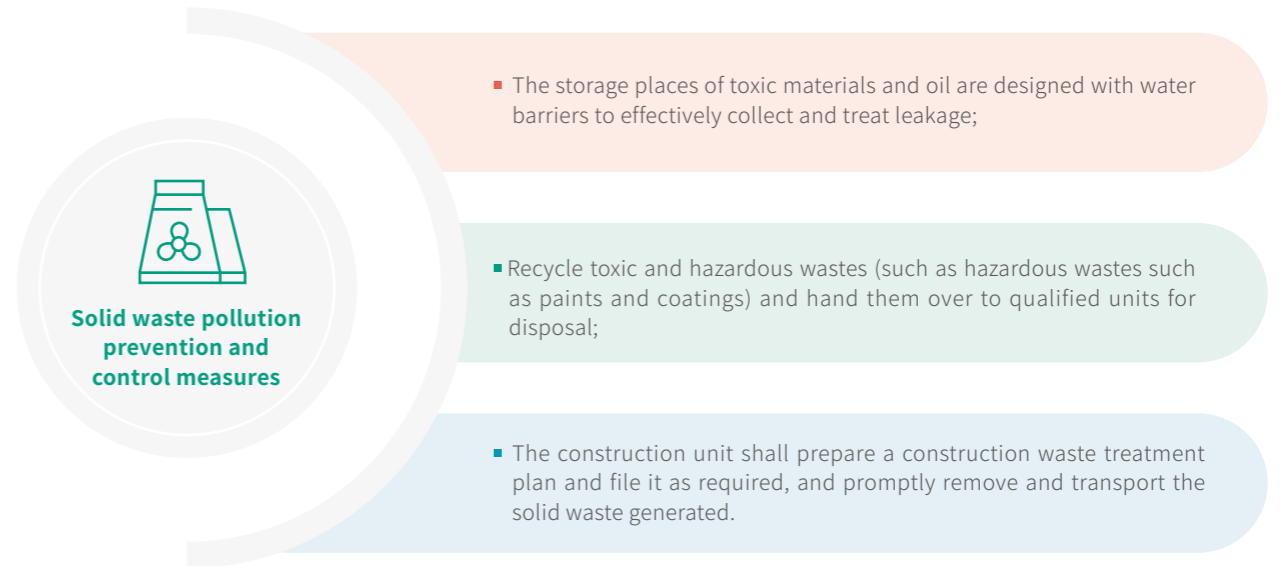 Solid waste pollution
prevention and
control measures
▪ The storage places of toxic materials and oil are designed with water
barriers to effectively collect and treat leakage;
▪ Recycle toxic and hazardous wastes (such as hazardous wastes such
as paints and coatings) and hand them over to qualified units for
disposal;
▪ The construction unit shall prepare a construction waste treatment
plan and file it as required, and promptly remove and transport the
solid waste generated.